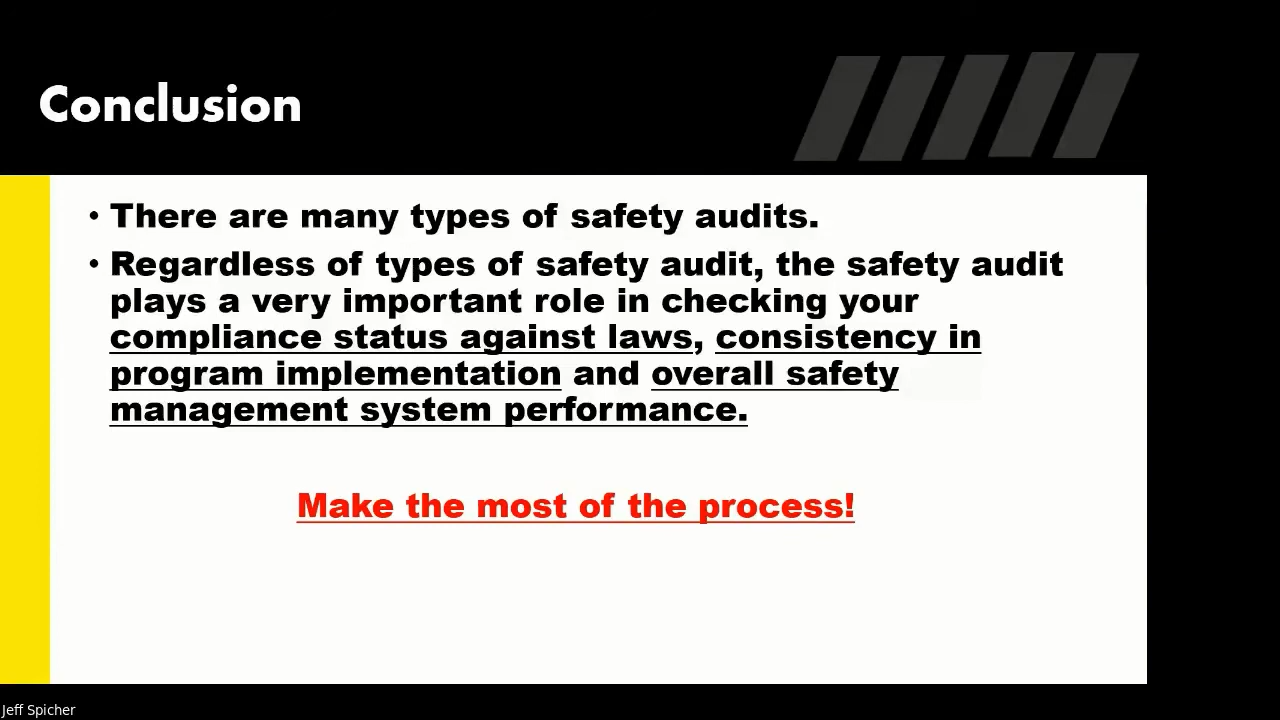 Conclusion
• There are many types of safety audits.
• Regardless of types of safety audit, the safety audit
plays a very important role in checking your
compliance status against laws, consistency in
program implementation and overall safety
management system performance.
Make the most of the process!
Jeff Spicher